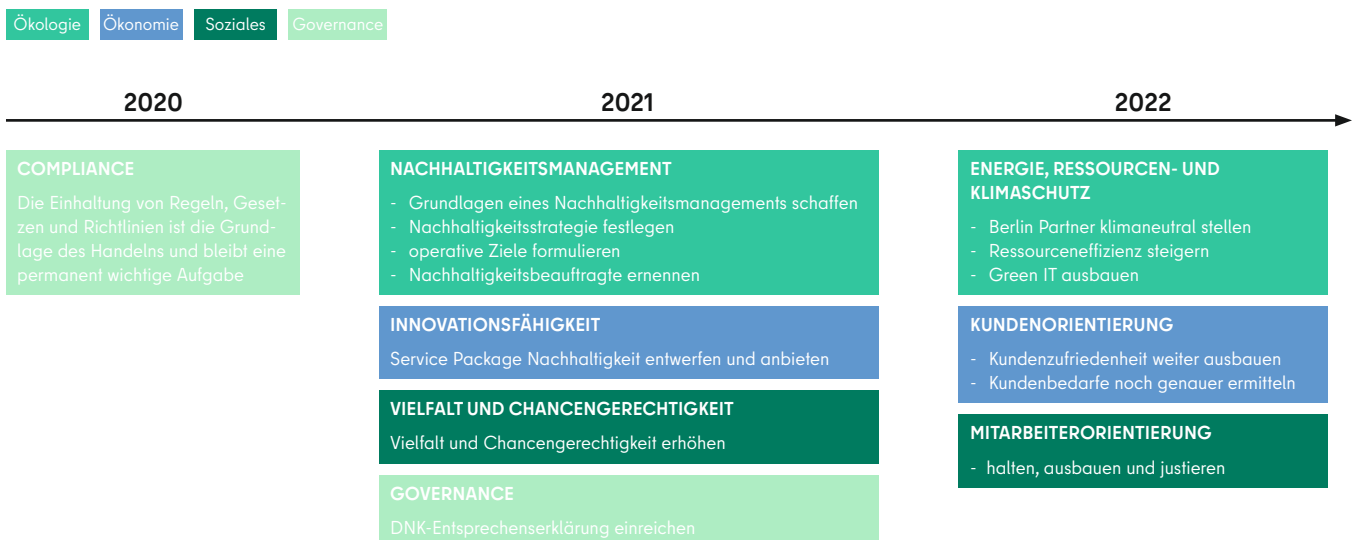 Ökologie Ökonomie Soziales Governance
2020 2021 2022
COMPLIANCE
Die Einhaltung von Regeln, Geset-
zen und Richtlinien ist die Grund-
lage des Handelns und bleibt eine
permanent wichtige Aufgabe
NACHHALTIGKEITSMANAGEMENT
- Grundlagen eines Nachhaltigkeitsmanagements schaffen
- Nachhaltigkeitsstrategie festlegen
- operative Ziele formulieren
- Nachhaltigkeitsbeauftragte ernennen
INNOVATIONSFÄHIGKEIT
Service Package Nachhaltigkeit entwerfen und anbieten
VIELFALT UND CHANCENGERECHTIGKEIT
Vielfalt und Chancengerechtigkeit erhöhen
GOVERNANCE
DNK-Entsprechenserklärung einreichen
ENERGIE, RESSOURCEN- UND
KLIMASCHUTZ
- Berlin Partner klimaneutral stellen
- Ressourceneffizienz steigern
- Green IT ausbauen
KUNDENORIENTIERUNG
- Kundenzufriedenheit weiter ausbauen
- Kundenbedarfe noch genauer ermitteln
MITARBEITERORIENTIERUNG
- halten, ausbauen und justieren